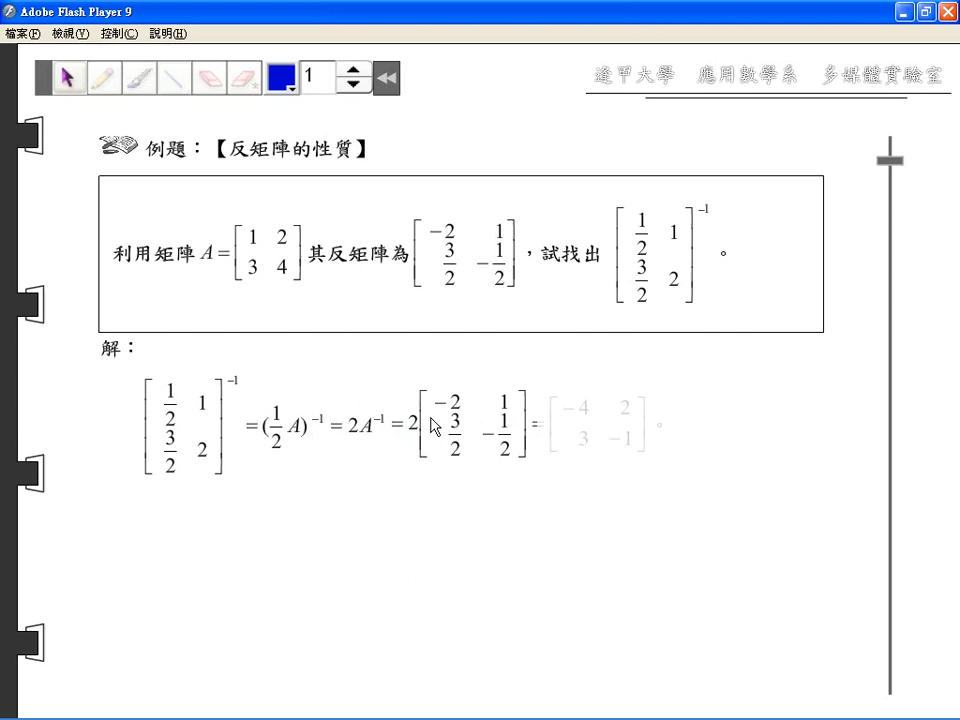 Adobe Flash Player 9
檔案(F) 檢視(V) 控制(C) 說明(H)
1
逢甲大學 應用數學系 多媒體實驗室
例題：【反矩陣的性質】
利用矩陣 A = [1 2; 3 4] 其反矩陣為 [-2 1; 3/2 -1/2]，試找出 [1/2 1; 3/2 2]⁻¹。
解：
[1/2 1; 3/2 2]⁻¹ = (1/2 A)⁻¹ = 2A⁻¹ = 2[-2 1; 3/2 -1/2] = [-4 2; 3 -1]。